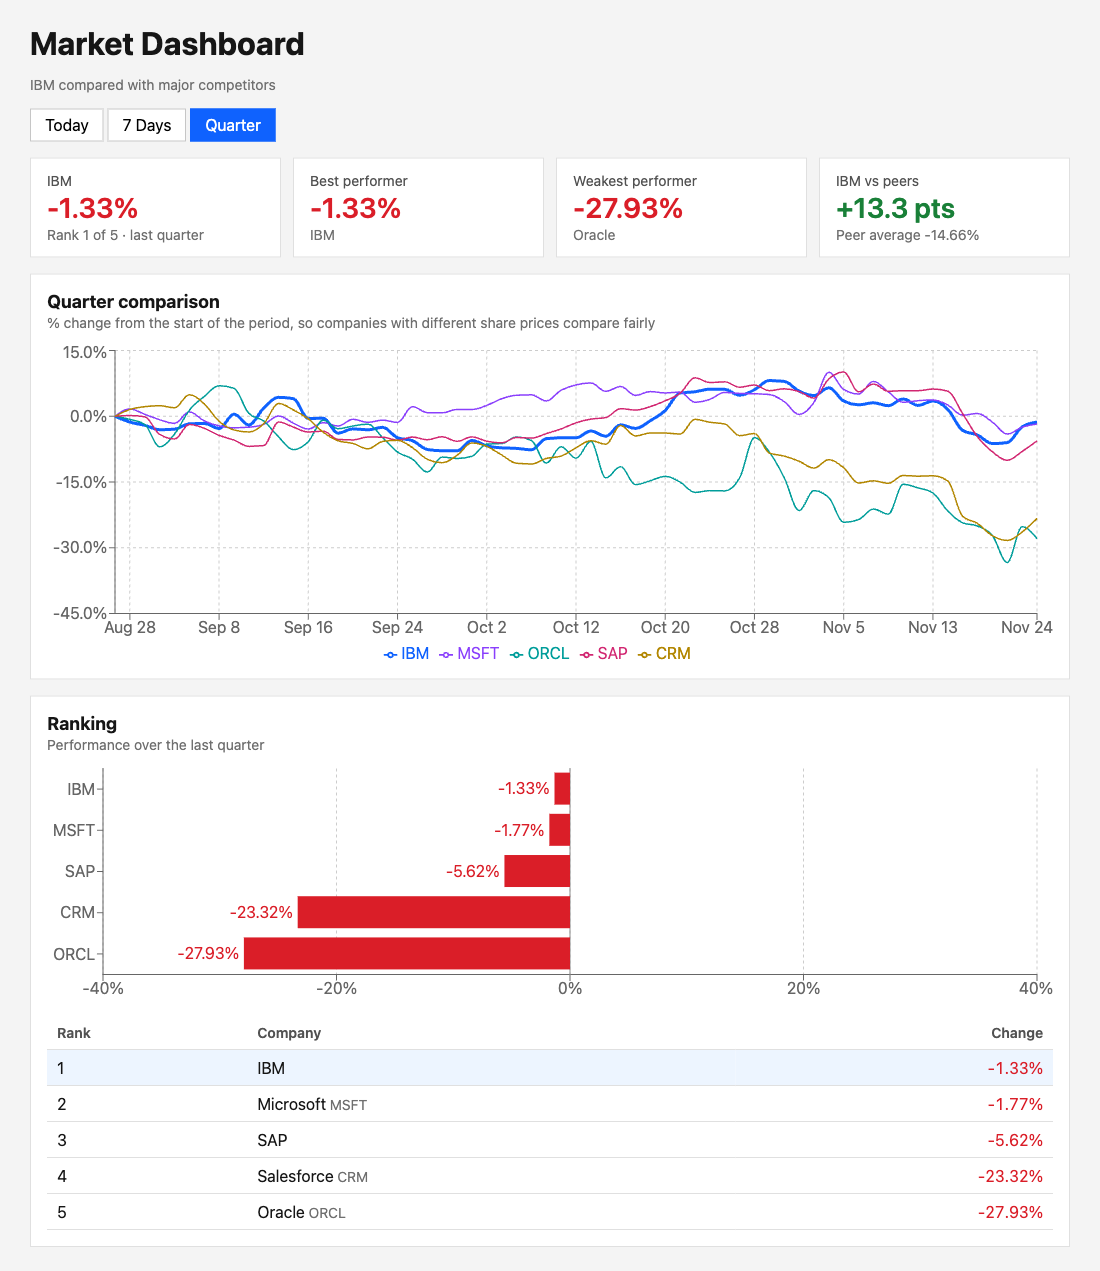 Market Dashboard
IBM compared with major competitors
Today 7 Days Quarter
IBM
-1.33%
Rank 1 of 5 · last quarter
Best performer
-1.33%
IBM
Weakest performer
-27.93%
Oracle
IBM vs peers
+13.3 pts
Peer average -14.66%
Quarter comparison
% change from the start of the period, so companies with different share prices compare fairly
15.0%
0.0%
-15.0%
-30.0%
-45.0%
Aug 28 Sep 8 Sep 16 Sep 24 Oct 2 Oct 12 Oct 20 Oct 28 Nov 5 Nov 13 Nov 24
IBM MSFT ORCL SAP CRM
Ranking
Performance over the last quarter
IBM -1.33%
MSFT -1.77%
SAP -5.62%
CRM -23.32%
ORCL -27.93%
-40% -20% 0% 20% 40%
Rank Company Change
1 IBM -1.33%
2 Microsoft MSFT -1.77%
3 SAP -5.62%
4 Salesforce CRM -23.32%
5 Oracle ORCL -27.93%